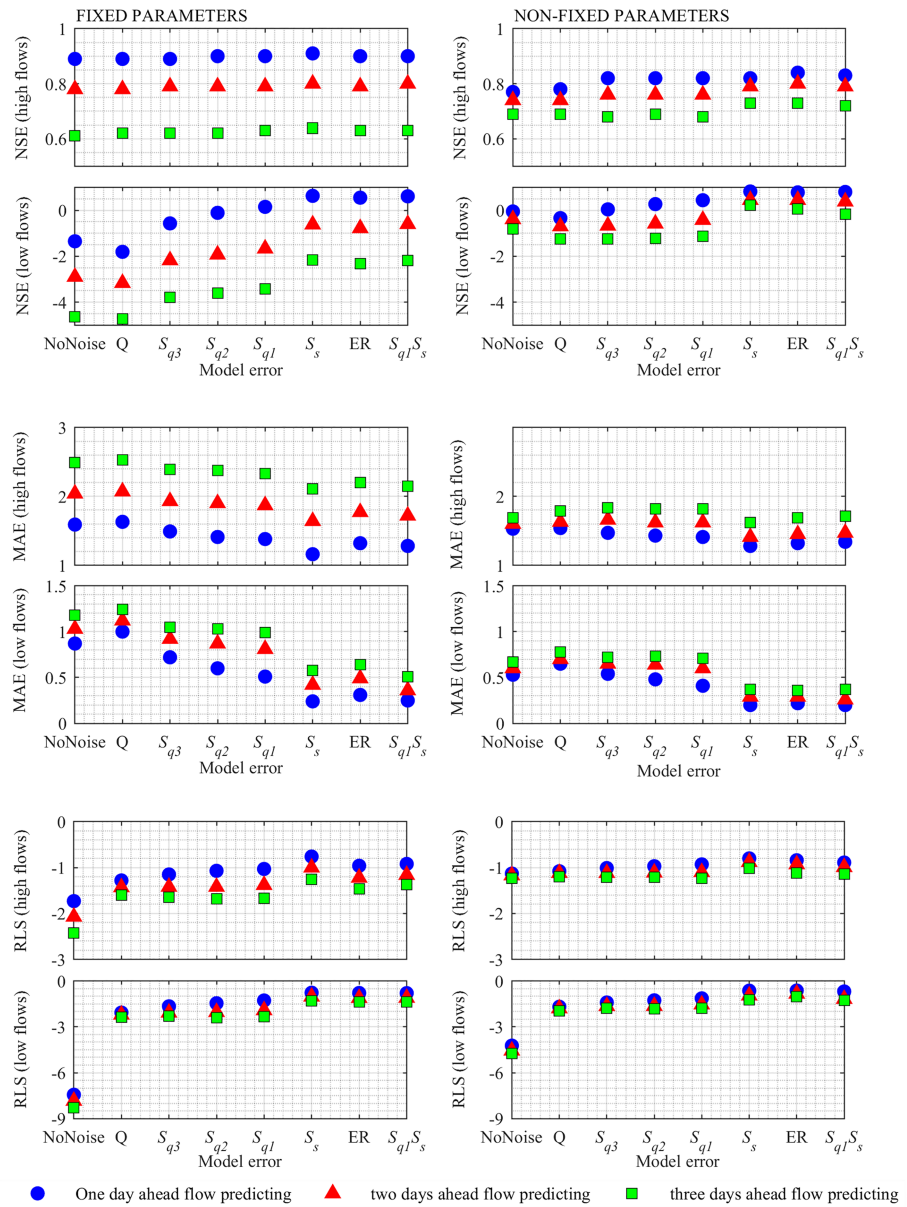 FIXED PARAMETERS
NON-FIXED PARAMETERS
NSE (high flows)
1
0.8
0.6
NSE (high flows)
1
0.8
0.6
NSE (low flows)
0
-2
-4
NSE (low flows)
0
-2
-4
NoNoise Q Sq3 Sq2 Sq1 Ss ER Sq1Ss
Model error
NoNoise Q Sq3 Sq2 Sq1 Ss ER Sq1Ss
Model error
MAE (high flows)
3
2
1
MAE (high flows)
2
1
MAE (low flows)
1.5
1
0.5
0
MAE (low flows)
1.5
1
0.5
0
NoNoise Q Sq3 Sq2 Sq1 Ss ER Sq1Ss
Model error
NoNoise Q Sq3 Sq2 Sq1 Ss ER Sq1Ss
Model error
RLS (high flows)
0
-1
-2
-3
RLS (high flows)
0
-1
-2
-3
RLS (low flows)
0
-3
-6
-9
RLS (low flows)
0
-3
-6
-9
NoNoise Q Sq3 Sq2 Sq1 Ss ER Sq1Ss
Model error
NoNoise Q Sq3 Sq2 Sq1 Ss ER Sq1Ss
Model error
One day ahead flow predicting
two days ahead flow predicting
three days ahead flow predicting